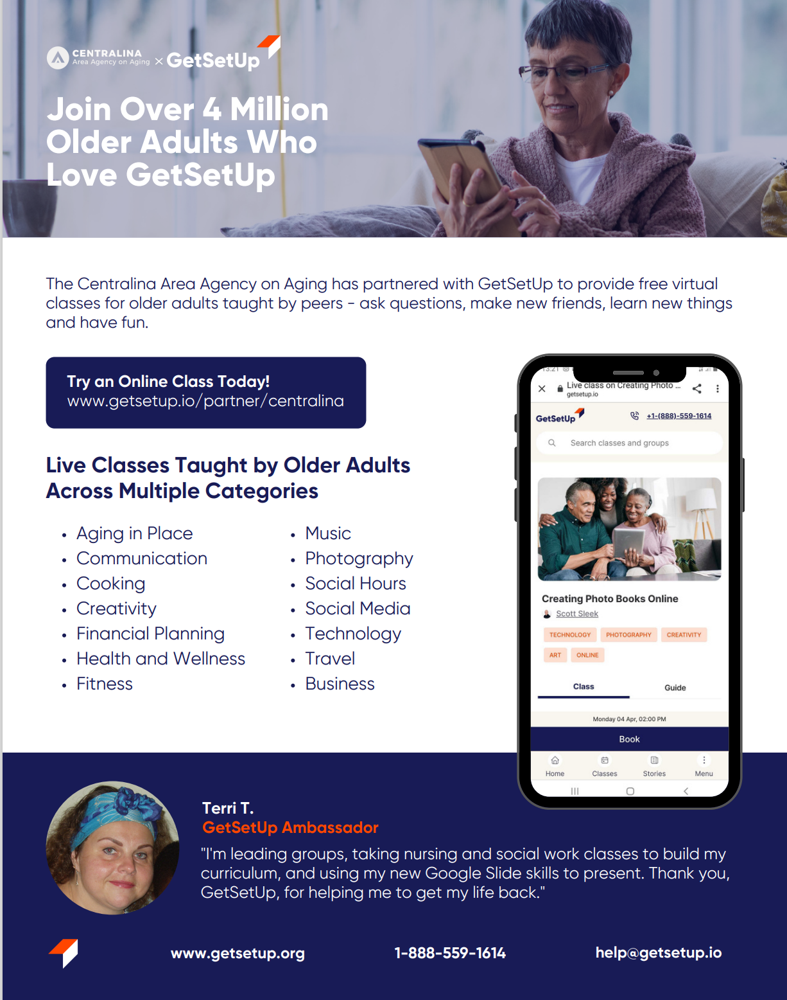 CENTRALINA
Area Agency on Aging
× GetSetUp
Join Over 4 Million
Older Adults Who
Love GetSetUp
The Centralina Area Agency on Aging has partnered with GetSetUp to provide free virtual
classes for older adults taught by peers - ask questions, make new friends, learn new things
and have fun.
Try an Online Class Today!
www.getsetup.io/partner/centralina
Live Classes Taught by Older Adults
Across Multiple Categories
• Aging in Place
• Communication
• Cooking
• Creativity
• Financial Planning
• Health and Wellness
• Fitness
• Music
• Photography
• Social Hours
• Social Media
• Technology
• Travel
• Business
13:21
Live class on Creating Photo ...
getsetup.io
GetSetUp
+1-(888)-559-1614
Search classes and groups
Creating Photo Books Online
Scott Sleek
TECHNOLOGY PHOTOGRAPHY CREATIVITY
ART ONLINE
Class Guide
Monday 04 Apr, 02:00 PM
Book
Home Classes Stories Menu
Terri T.
GetSetUp Ambassador
"I'm leading groups, taking nursing and social work classes to build my
curriculum, and using my new Google Slide skills to present. Thank you,
GetSetUp, for helping me to get my life back."
www.getsetup.org 1-888-559-1614 help@getsetup.io